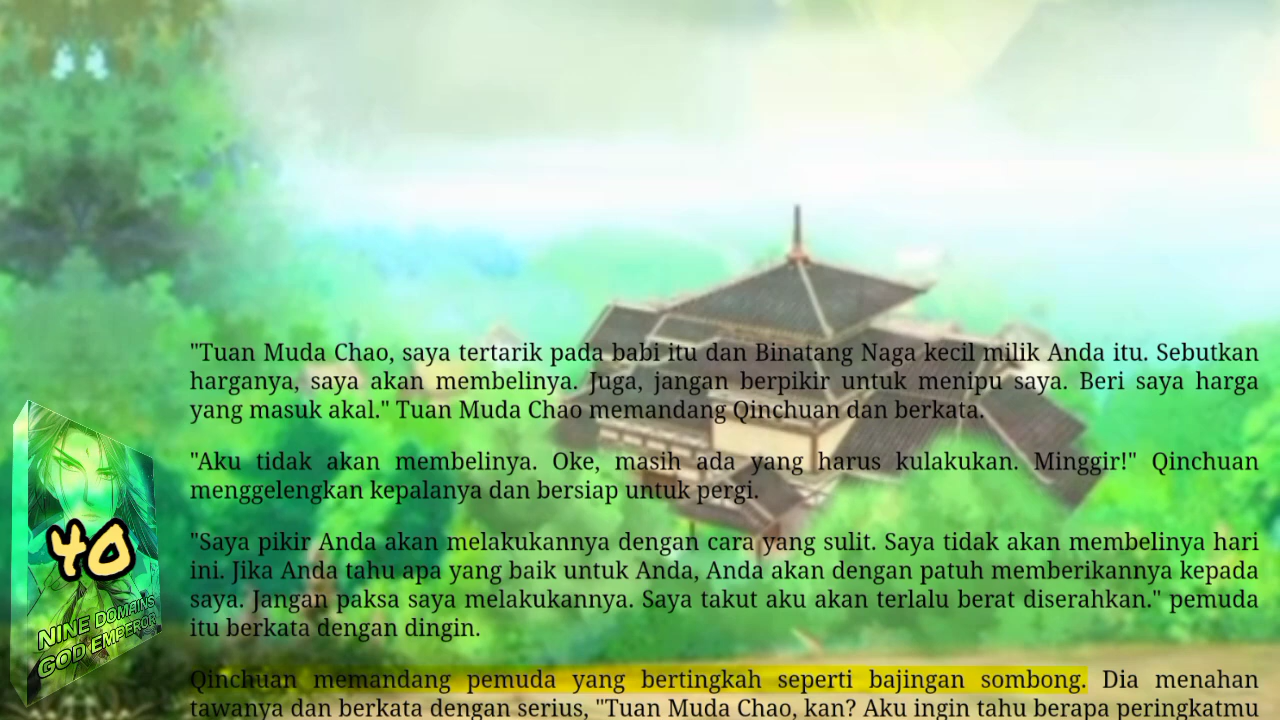 "Tuan Muda Chao, saya tertarik pada babi itu dan Binatang Naga kecil milik Anda itu. Sebutkan
harganya, saya akan membelinya. Juga, jangan berpikir untuk menipu saya. Beri saya harga
yang masuk akal." Tuan Muda Chao memandang Qinchuan dan berkata.
"Aku tidak akan membelinya. Oke, masih ada yang harus kulakukan. Minggir!" Qinchuan
menggelengkan kepalanya dan bersiap untuk pergi.
"Saya pikir Anda akan melakukannya dengan cara yang sulit. Saya tidak akan membelinya hari
ini. Jika Anda tahu apa yang baik untuk Anda, Anda akan dengan patuh memberikannya kepada
saya. Jangan paksa saya melakukannya. Saya takut aku akan terlalu berat diserahkan." pemuda
itu berkata dengan dingin.
Qinchuan memandang pemuda yang bertingkah seperti bajingan sombong. Dia menahan
tawanya dan berkata dengan serius, "Tuan Muda Chao, kan? Aku ingin tahu berapa peringkatmu
40
NINE DOMAINS
GOD EMPEROR